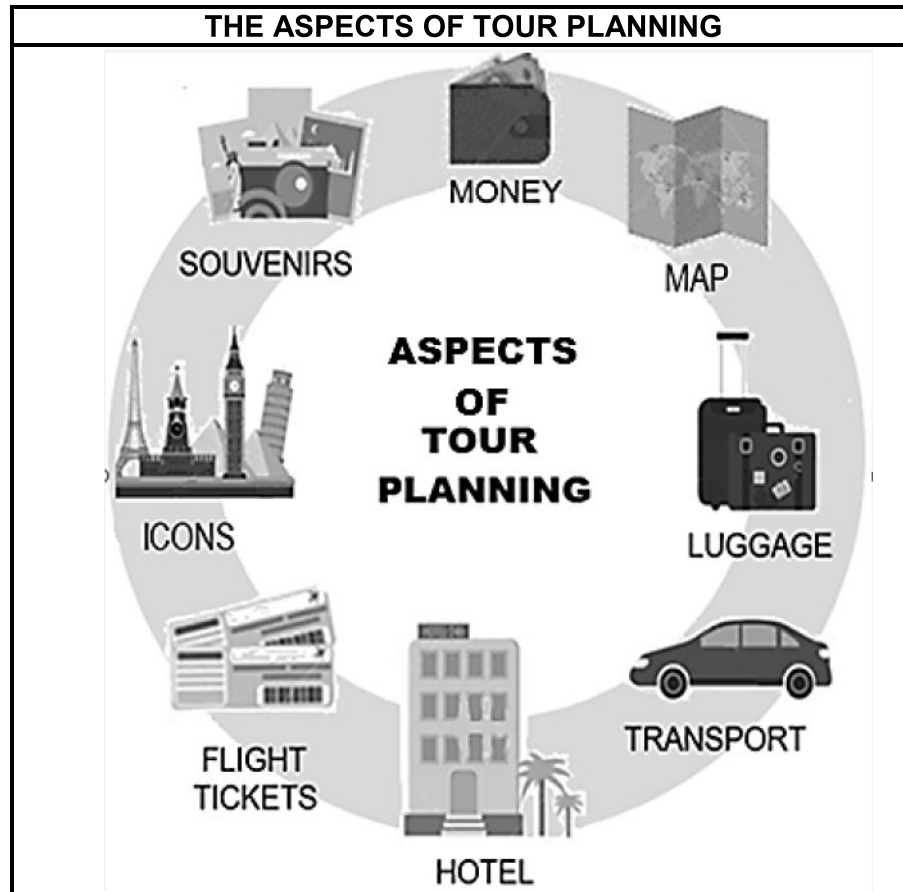 THE ASPECTS OF TOUR PLANNING
MONEY
MAP
SOUVENIRS
ASPECTS
OF
TOUR
PLANNING
LUGGAGE
ICONS
TRANSPORT
FLIGHT
TICKETS
HOTEL